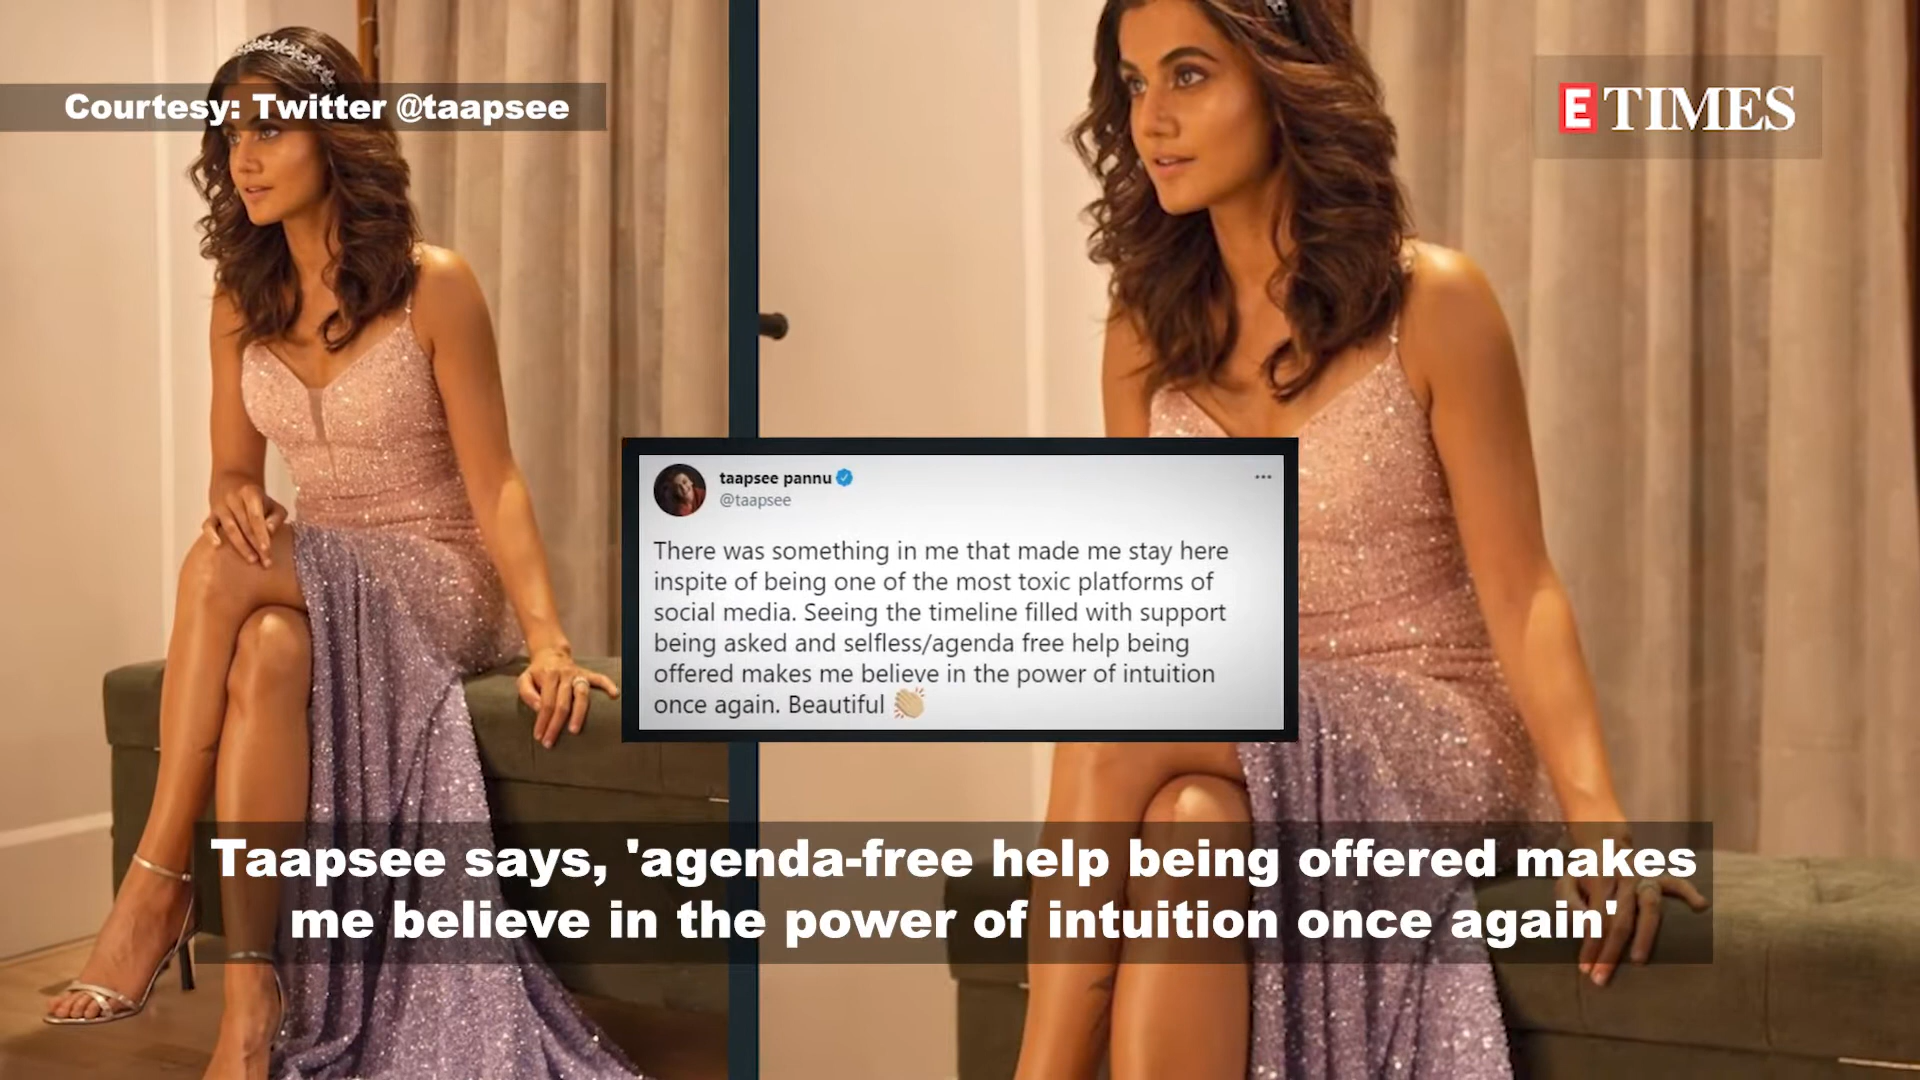 Courtesy: Twitter @taapsee
E TIMES
taapsee pannu
@taapsee
There was something in me that made me stay here
inspite of being one of the most toxic platforms of
social media. Seeing the timeline filled with support
being asked and selfless/agenda free help being
offered makes me believe in the power of intuition
once again. Beautiful 👏🏼
Taapsee says, 'agenda-free help being offered makes
me believe in the power of intuition once again'